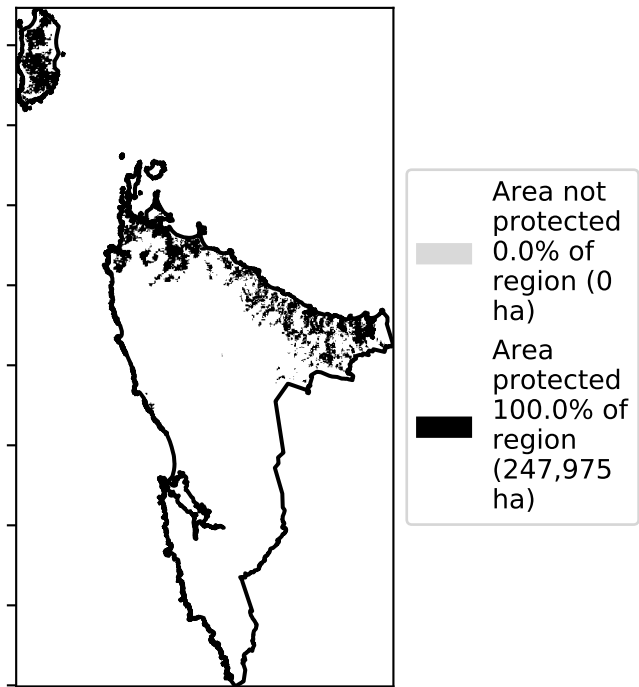 Area not
protected
0.0% of
region (0
ha)
Area
protected
100.0% of
region
(247,975
ha)